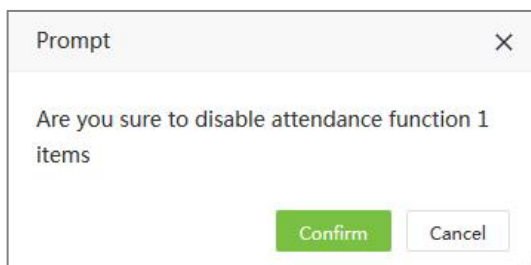 Prompt
Are you sure to disable attendance function 1
items
Confirm Cancel